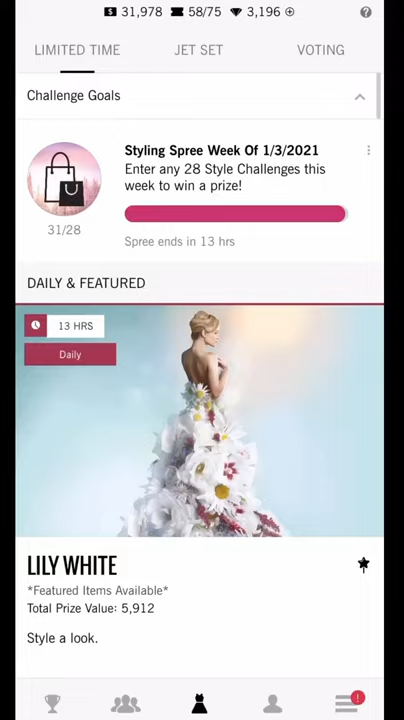 $ 31,978 58/75 3,196
?
LIMITED TIME JET SET VOTING
Challenge Goals
Styling Spree Week Of 1/3/2021
Enter any 28 Style Challenges this
week to win a prize!
31/28
Spree ends in 13 hrs
DAILY & FEATURED
13 HRS
Daily
LILY WHITE
*Featured Items Available*
Total Prize Value: 5,912
Style a look.
!